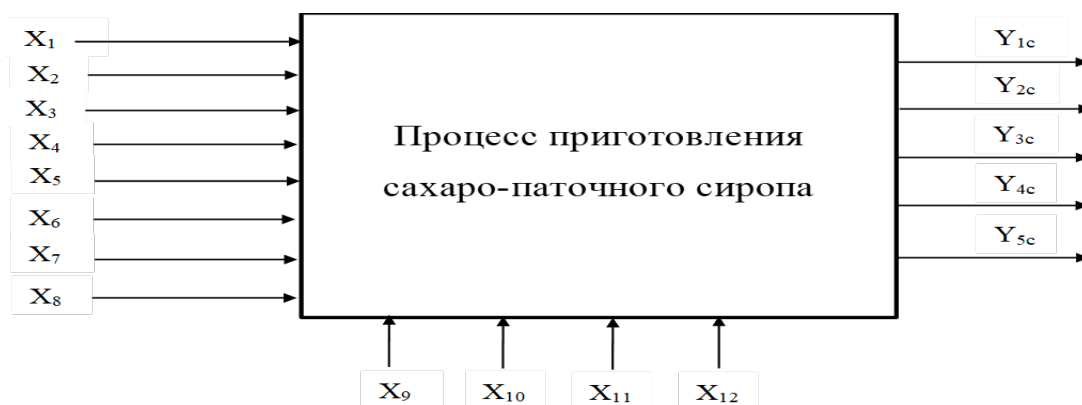 X₁
X₂
X₃
X₄
X₅
X₆
X₇
X₈
Процесс приготовления
сахаро-паточного сиропа
Y₁c
Y₂c
Y₃c
Y₄c
Y₅c
X₉
X₁₀
X₁₁
X₁₂